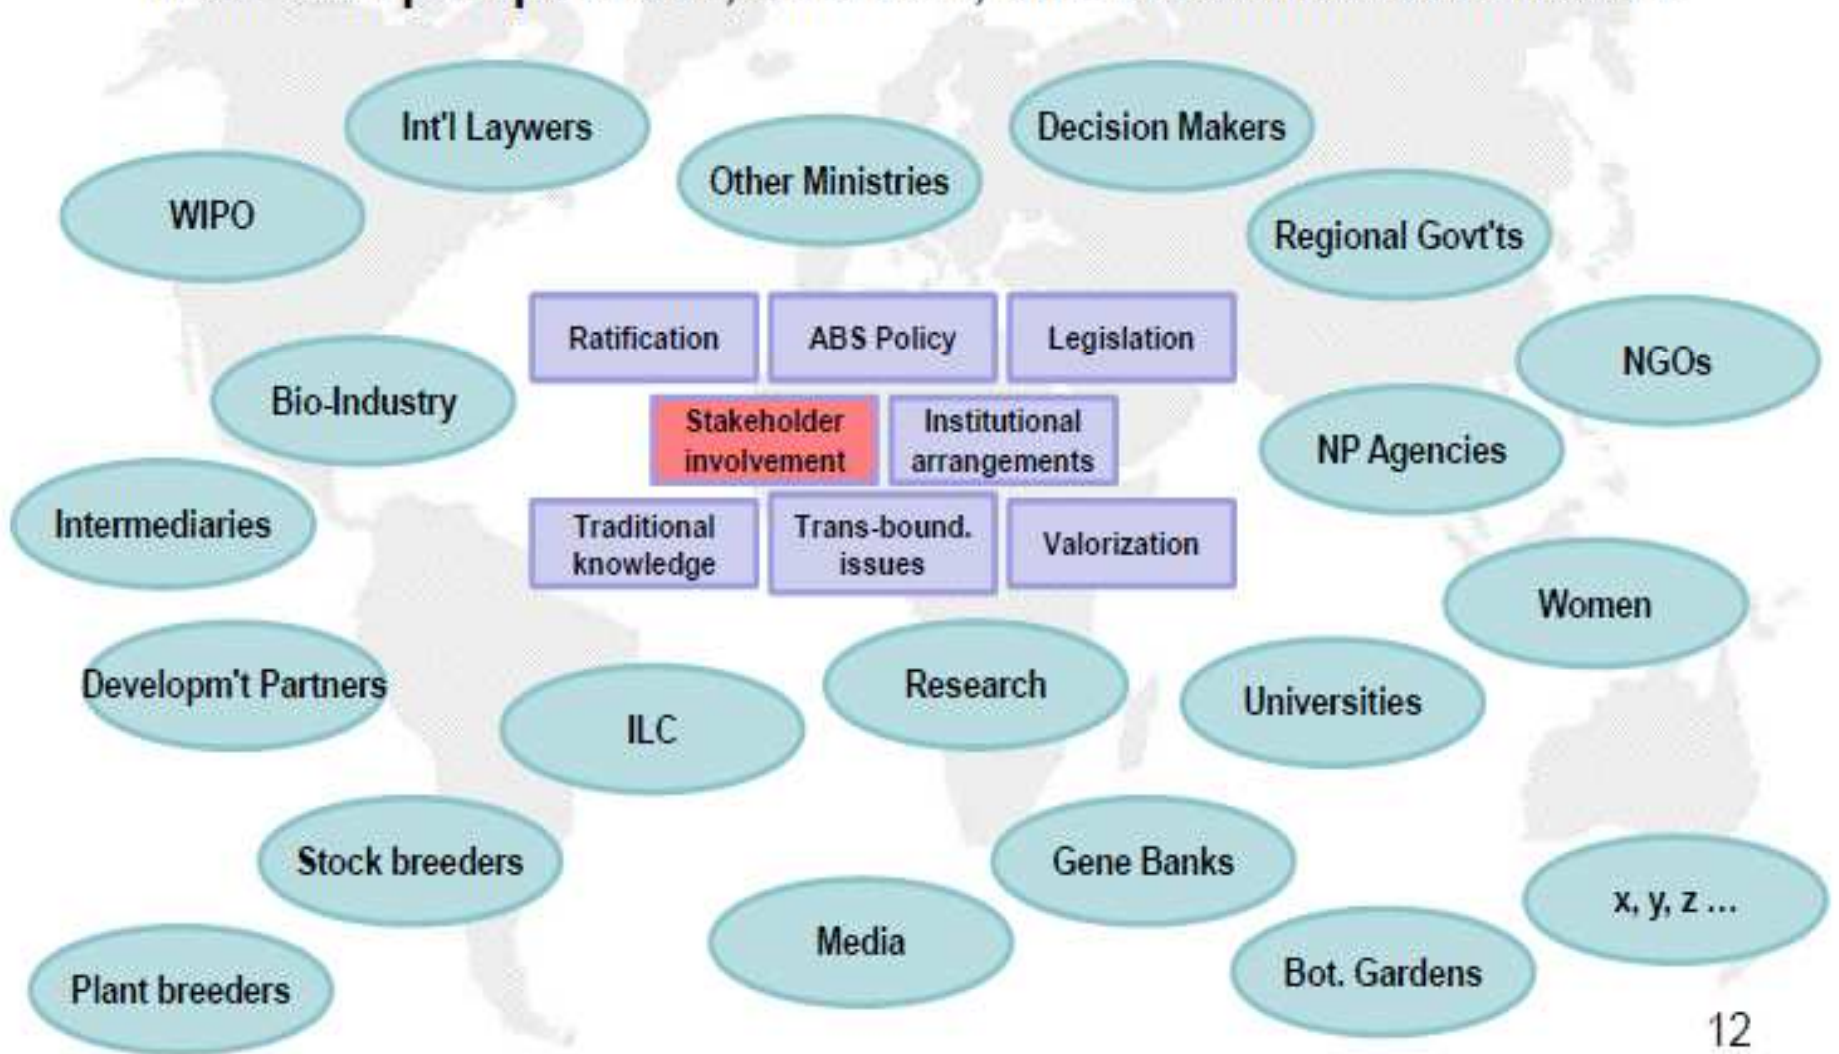 Int'l Laywers
Decision Makers
Other Ministries
WIPO
Regional Govt'ts
Ratification
ABS Policy
Legislation
NGOs
Bio-Industry
Stakeholder
involvement
Institutional
arrangements
NP Agencies
Intermediaries
Traditional
knowledge
Trans-bound.
issues
Valorization
Women
Developm't Partners
ILC
Research
Universities
Stock breeders
Gene Banks
x, y, z ...
Media
Bot. Gardens
Plant breeders
12